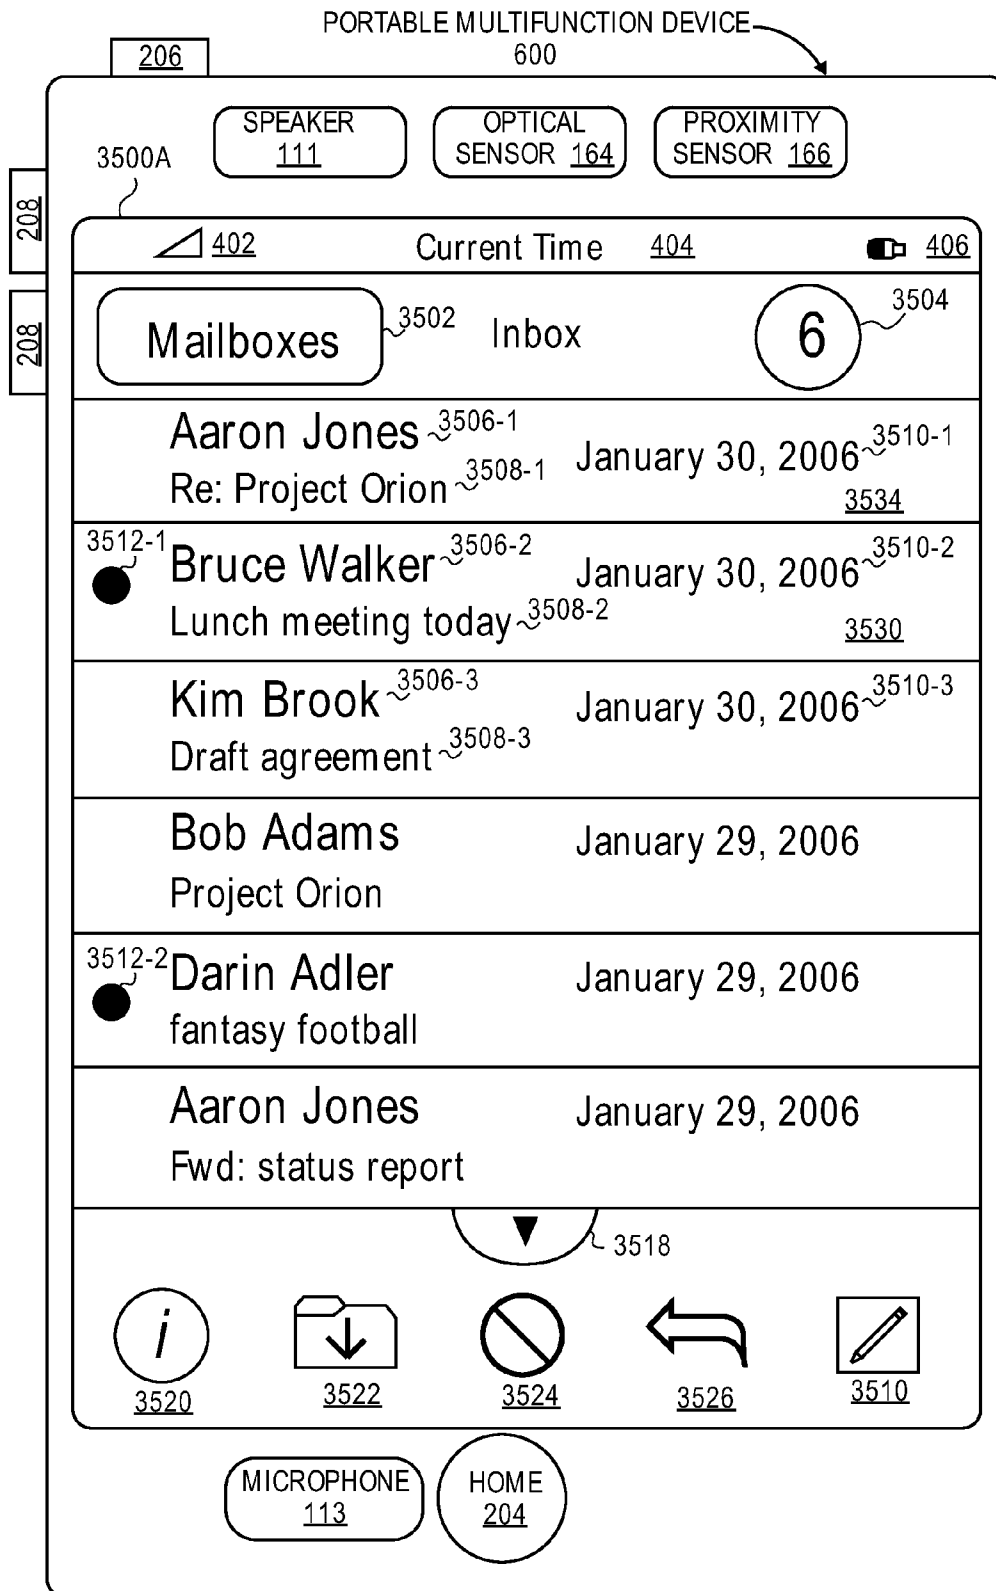 PORTABLE MULTIFUNCTION DEVICE
600
206
SPEAKER
111
OPTICAL
SENSOR 164
PROXIMITY
SENSOR 166
3500A
208
208
402
Current Time
404
406
Mailboxes
3502
Inbox
6
3504
Aaron Jones
3506-1
January 30, 2006
3510-1
Re: Project Orion
3508-1
3534
3512-1
Bruce Walker
3506-2
January 30, 2006
3510-2
Lunch meeting today
3508-2
3530
Kim Brook
3506-3
January 30, 2006
3510-3
Draft agreement
3508-3
Bob Adams
January 29, 2006
Project Orion
3512-2
Darin Adler
January 29, 2006
fantasy football
Aaron Jones
January 29, 2006
Fwd: status report
3518
i
3520
3522
3524
3526
3510
MICROPHONE
113
HOME
204